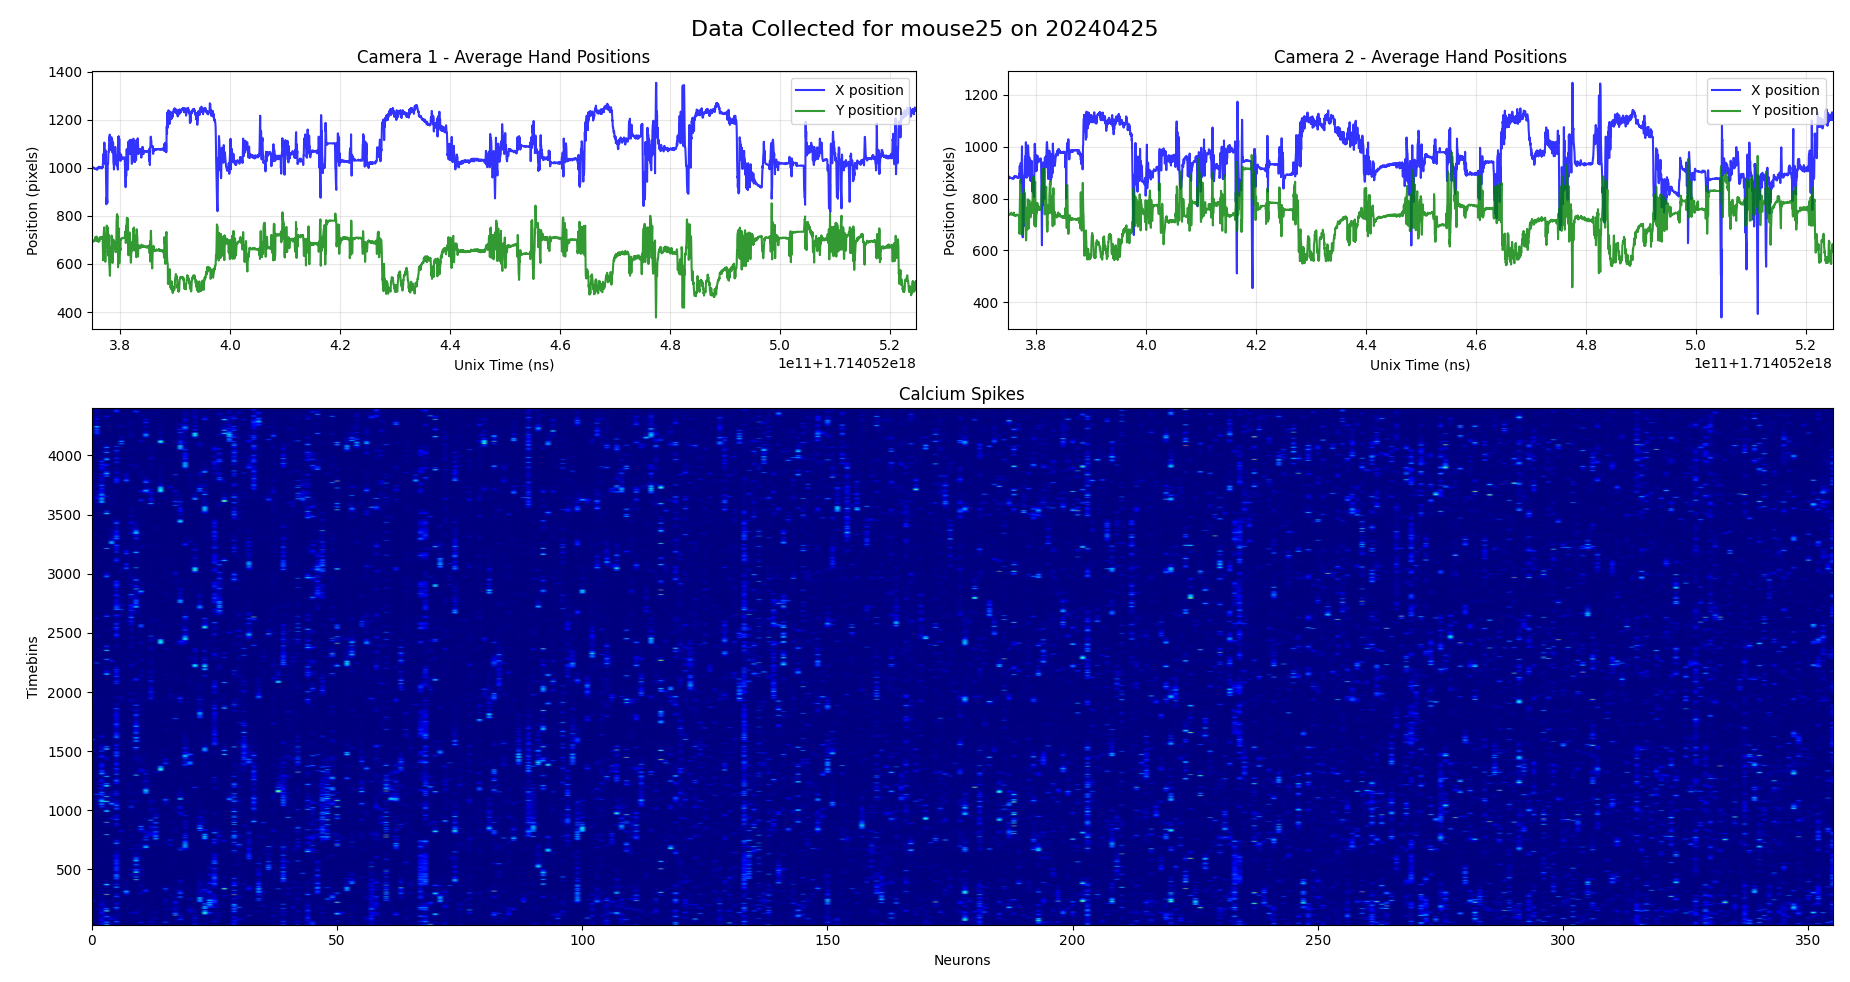 Data Collected for mouse25 on 20240425
Camera 1 - Average Hand Positions
1400
1200
1000
800
600
400
Position (pixels)
X position
Y position
3.8 4.0 4.2 4.4 4.6 4.8 5.0 5.2
Unix Time (ns)
1e11+1.714052e18
Camera 2 - Average Hand Positions
1200
1000
800
600
400
Position (pixels)
X position
Y position
3.8 4.0 4.2 4.4 4.6 4.8 5.0 5.2
Unix Time (ns)
1e11+1.714052e18
Calcium Spikes
4000
3500
3000
2500
2000
1500
1000
500
Timebins
0 50 100 150 200 250 300 350
Neurons